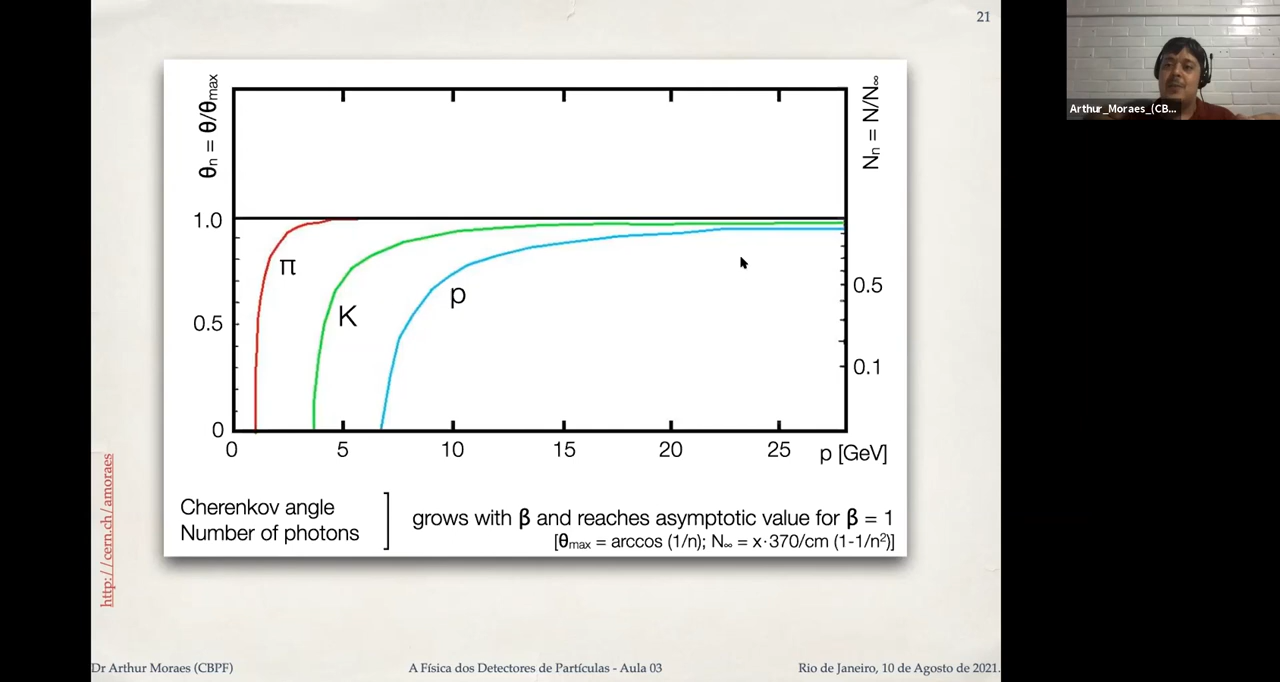 21
Arthur_Moraes_(CB...
θn = θ/θmax
Nn = N/N∞
1.0
0.5
0
0.5
0.1
π
K
p
0 5 10 15 20 25 p [GeV]
Cherenkov angle
Number of photons
grows with β and reaches asymptotic value for β = 1
[θmax = arccos (1/n); N∞ = x·370/cm (1-1/n²)]
http://cern.ch/amoraes
Dr Arthur Moraes (CBPF) A Física dos Detectores de Partículas - Aula 03 Rio de Janeiro, 10 de Agosto de 2021.